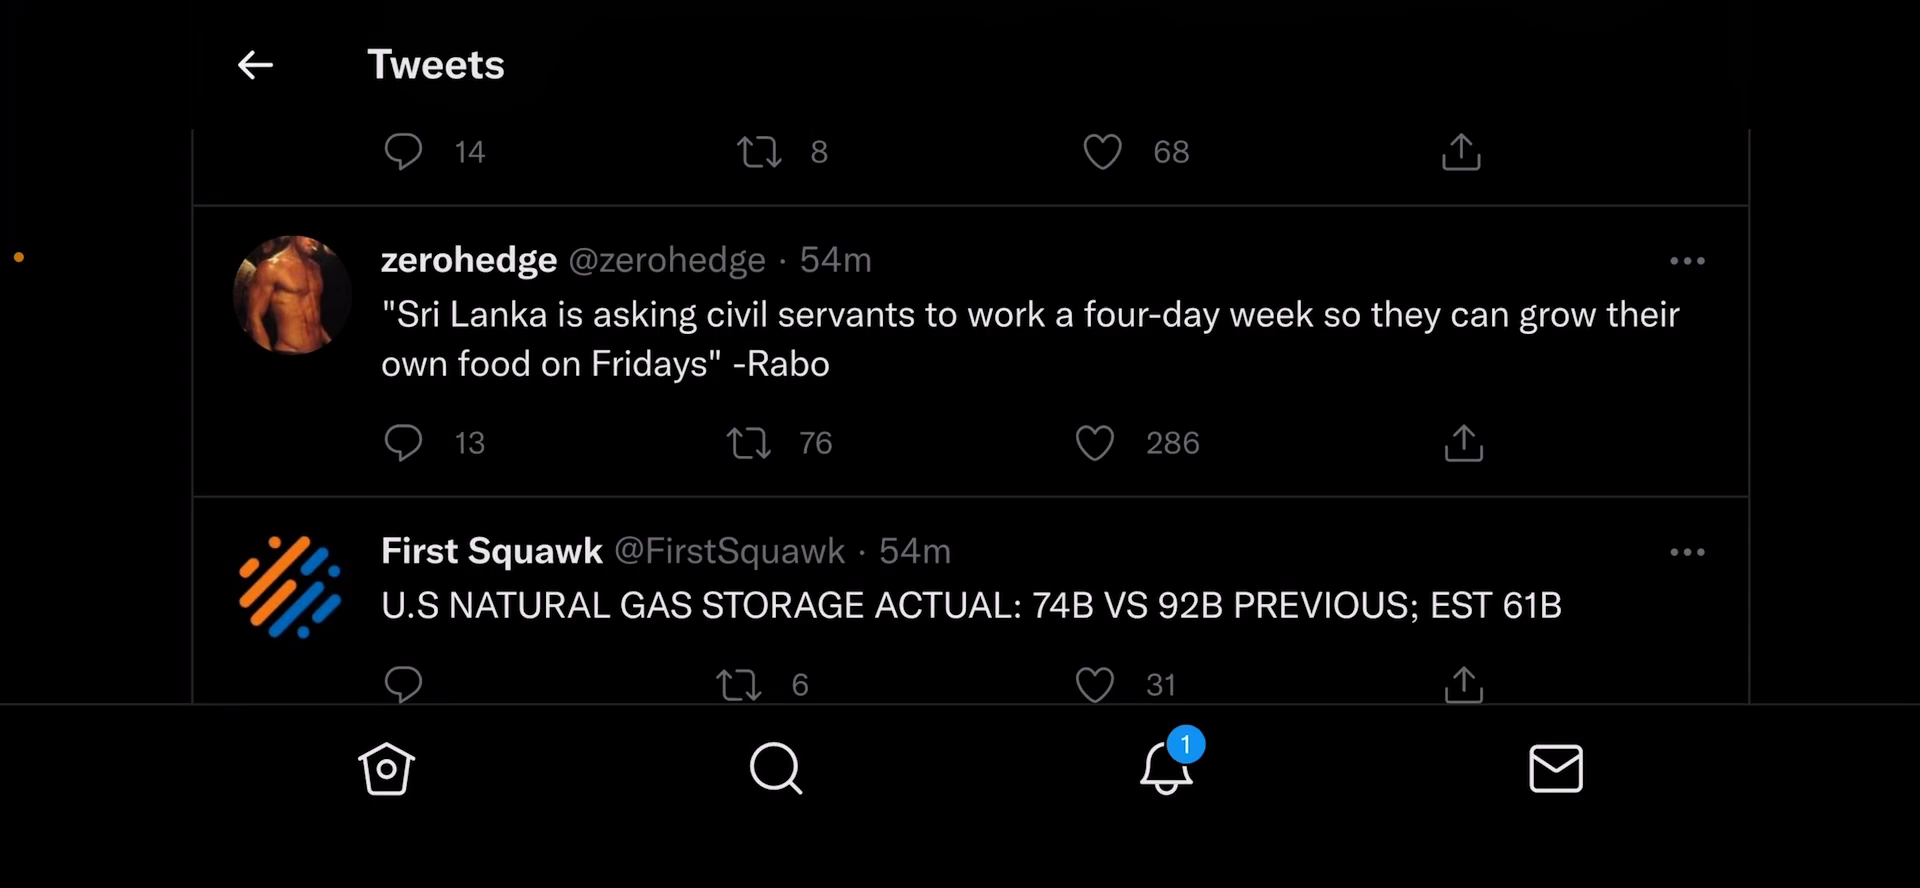 Tweets
14 8 68
zerohedge @zerohedge · 54m
"Sri Lanka is asking civil servants to work a four-day week so they can grow their
own food on Fridays" -Rabo
13 76 286
First Squawk @FirstSquawk · 54m
U.S NATURAL GAS STORAGE ACTUAL: 74B VS 92B PREVIOUS; EST 61B
6 31
1